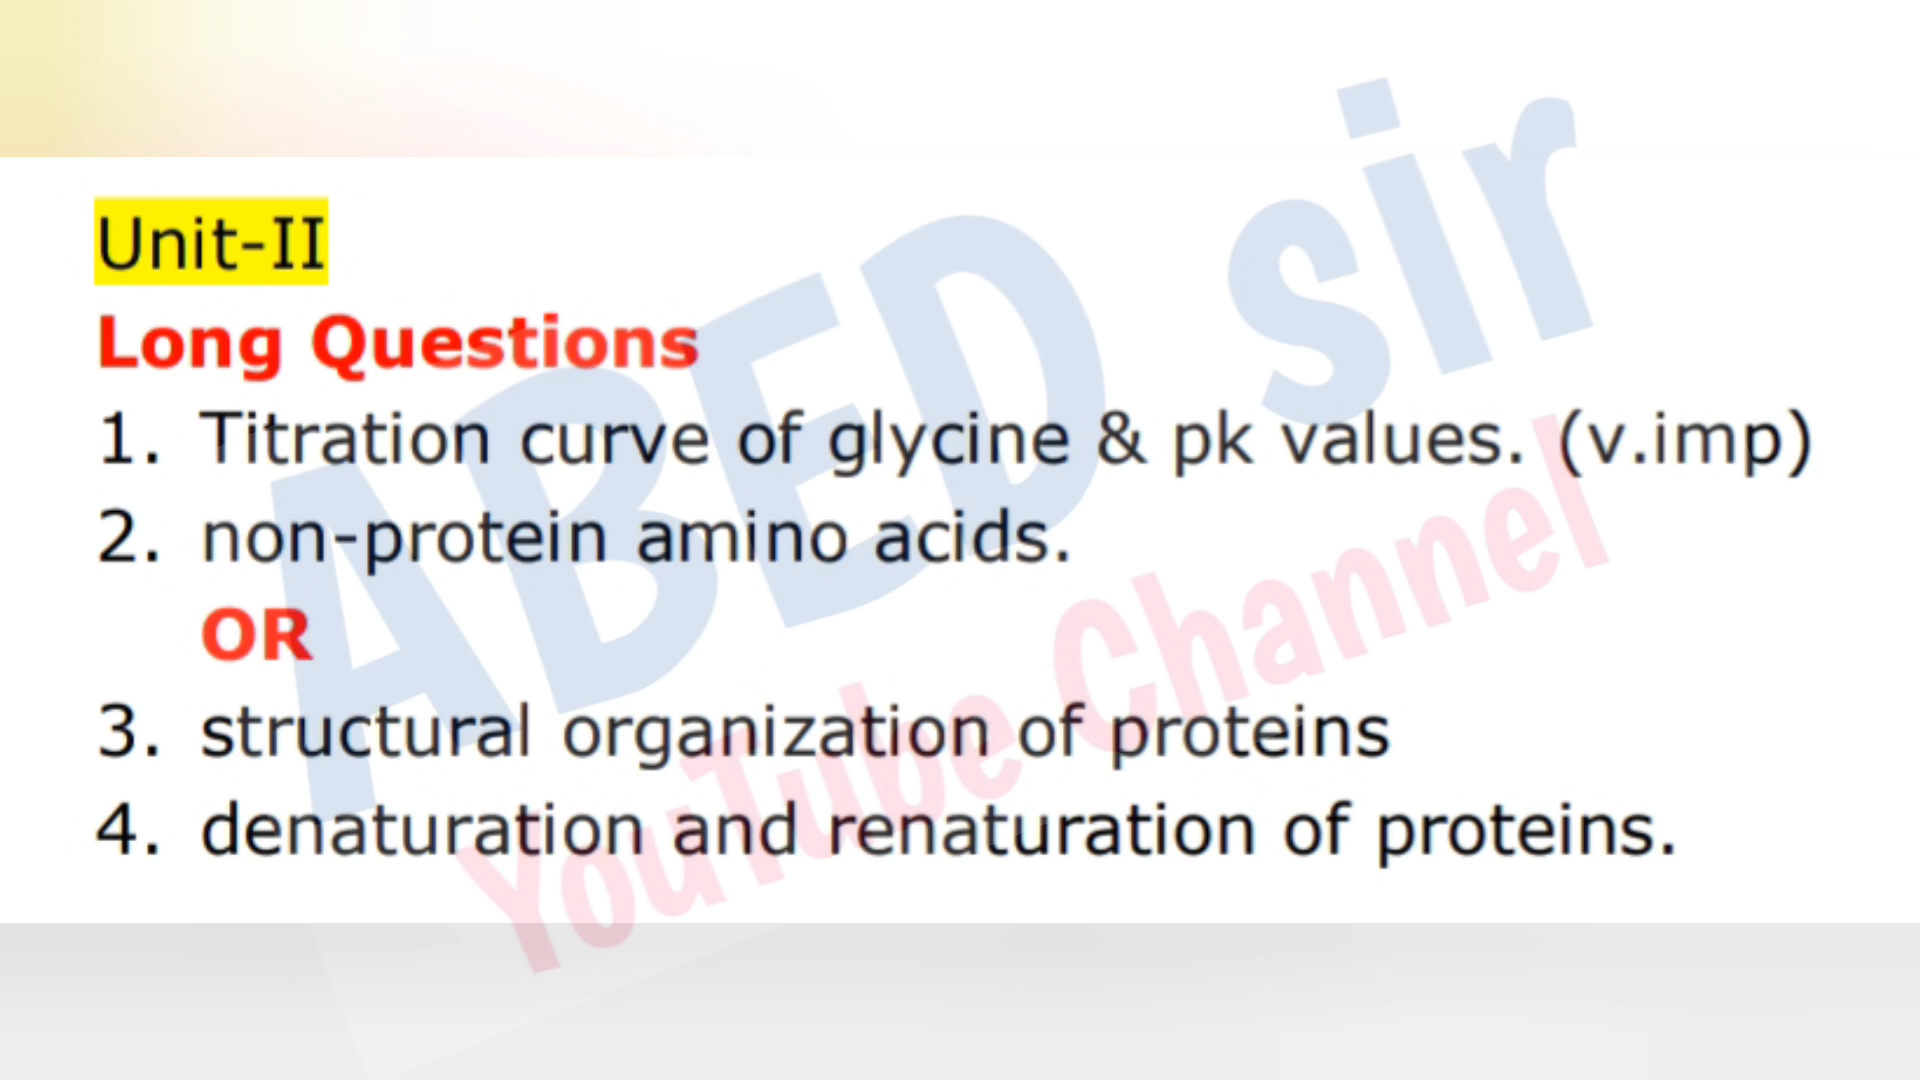 Unit-II
Long Questions
1. Titration curve of glycine & pk values. (v.imp)
2. non-protein amino acids.
OR
3. structural organization of proteins
4. denaturation and renaturation of proteins.
ABED sir
YouTube Channel